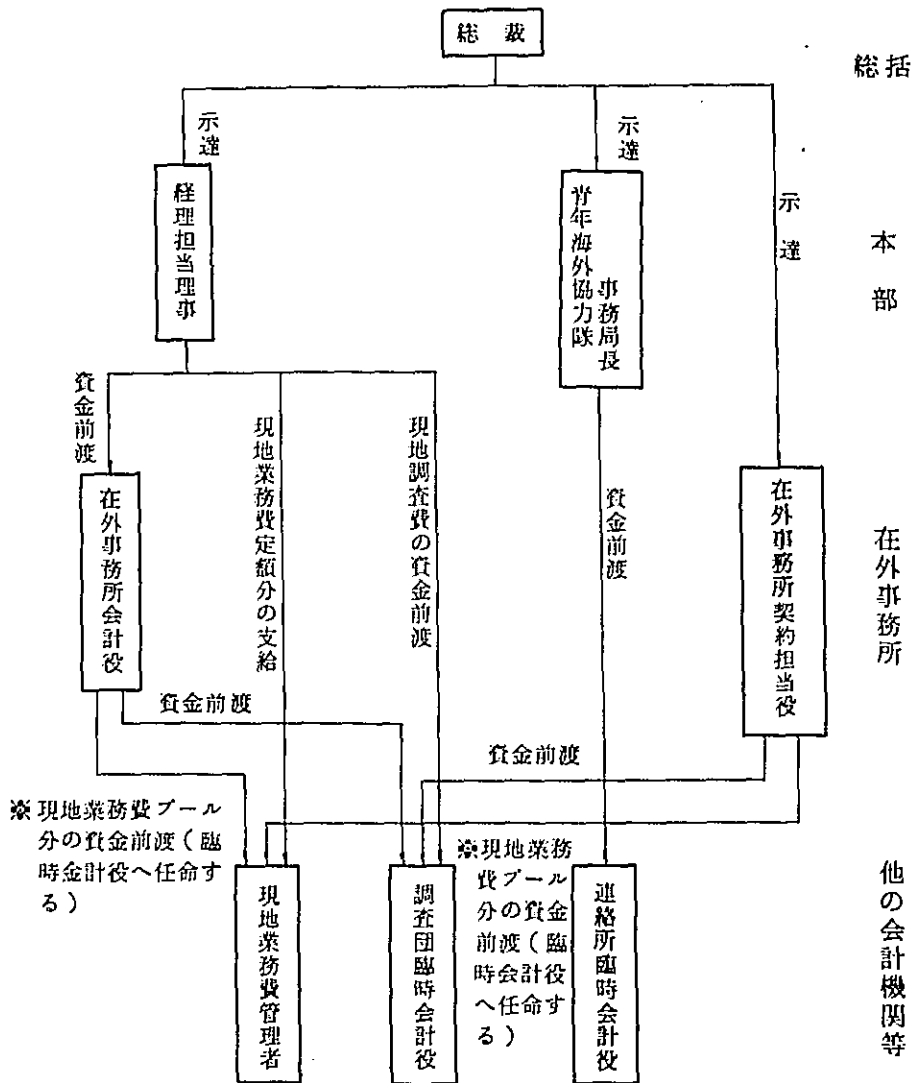 総裁
総括
示達
示達
示達
本部
経理担当理事
青年海外協力隊
事務局長
資金前渡
現地業務費定額分の支給
現地調査費の資金前渡
資金前渡
在外事務所会計役
在外事務所契約担当役
在外事務所
資金前渡
資金前渡
※現地業務費プール
分の資金前渡（臨
時金計役へ任命す
る）
※現地業務
費プール資金
分の
前渡（臨
時会計役
へ任命す
る）
現地業務費管理者
調査団臨時会計役
連絡所臨時会計役
他の会計機関等